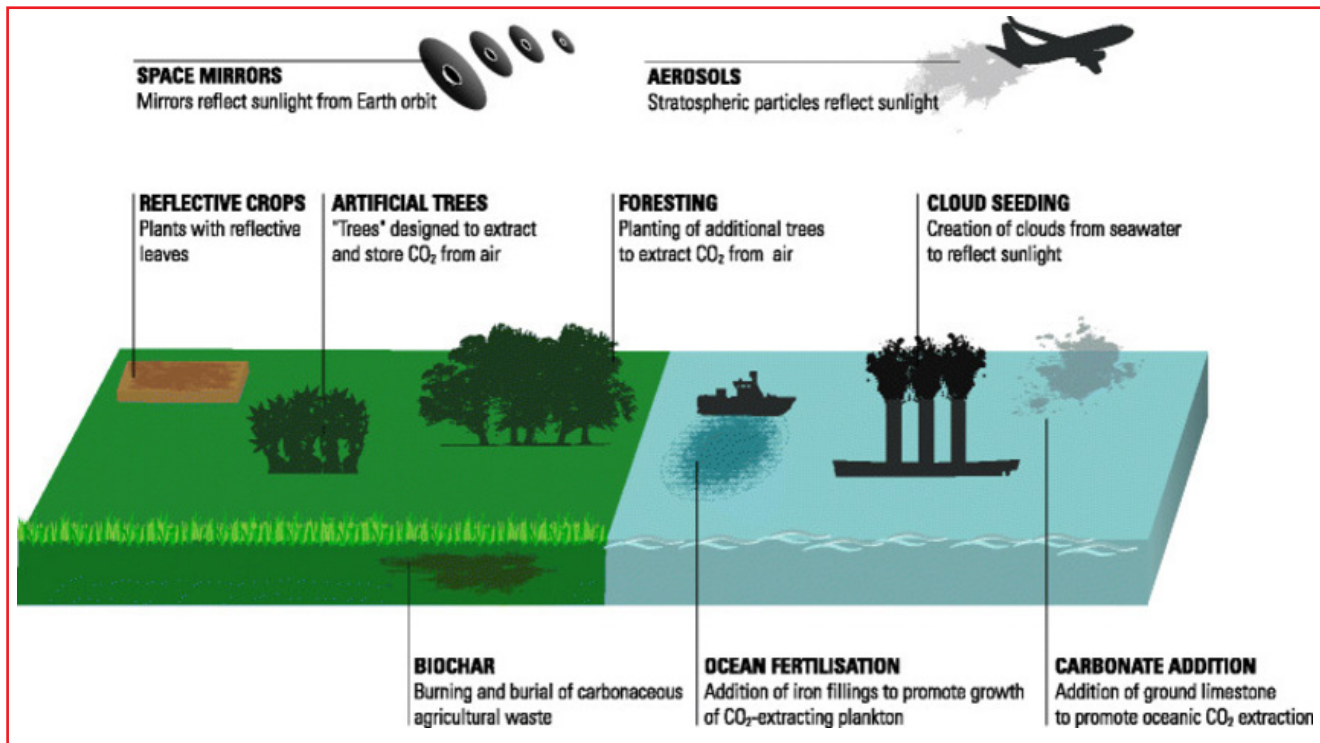 SPACE MIRRORS
Mirrors reflect sunlight from Earth orbit
AEROSOLS
Stratospheric particles reflect sunlight
REFLECTIVE CROPS
Plants with reflective
leaves
ARTIFICIAL TREES
"Trees" designed to extract
and store CO₂ from air
FORESTING
Planting of additional trees
to extract CO₂ from air
CLOUD SEEDING
Creation of clouds from seawater
to reflect sunlight
BIOCHAR
Burning and burial of carbonaceous
agricultural waste
OCEAN FERTILISATION
Addition of iron fillings to promote growth
of CO₂-extracting plankton
CARBONATE ADDITION
Addition of ground limestone
to promote oceanic CO₂ extraction